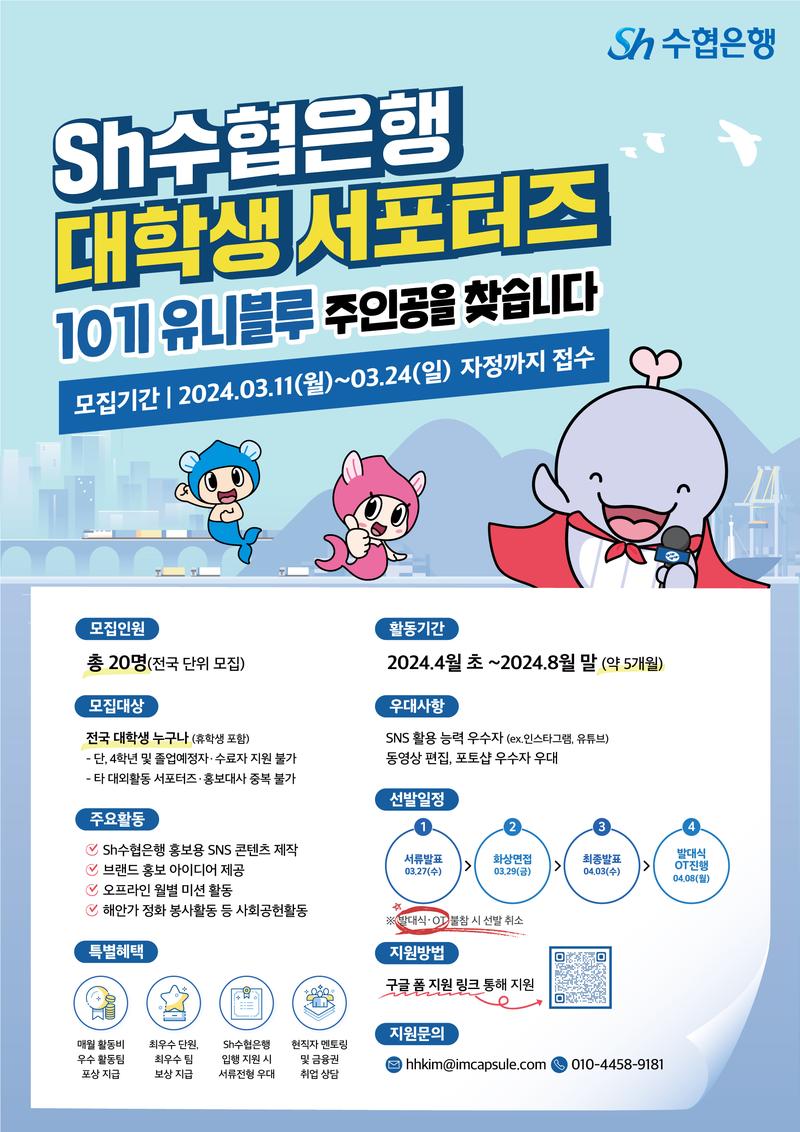 Sh 수협은행
Sh수협은행
대학생 서포터즈
10기 유니블루 주인공을 찾습니다
모집기간 | 2024.03.11(월)~03.24(일) 자정까지 접수
모집인원
총 20명(전국 단위 모집)
모집대상
전국 대학생 누구나 (휴학생 포함)
- 단, 4학년 및 졸업예정자·수료자 지원 불가
- 타 대외활동 서포터즈·홍보대사 중복 불가
주요활동
Sh수협은행 홍보용 SNS 콘텐츠 제작
브랜드 홍보 아이디어 제공
오프라인 월별 미션 활동
해안가 정화 봉사활동 등 사회공헌활동
특별혜택
매월 활동비
우수 활동팀
포상 지급
최우수 단원,
최우수 팀
보상 지급
Sh수협은행
입행 지원 시
서류전형 우대
현직자 멘토링
및 금융권
취업 상담
활동기간
2024.4월 초 ~2024.8월 말 (약 5개월)
우대사항
SNS 활용 능력 우수자 (ex.인스타그램, 유튜브)
동영상 편집, 포토샵 우수자 우대
선발일정
1
서류발표
03.27(수)
2
화상면접
03.29(금)
3
최종발표
04.03(수)
4
발대식
OT진행
04.08(월)
※ 발대식·OT 불참 시 선발 취소
지원방법
구글 폼 지원 링크 통해 지원
지원문의
hhkim@imcapsule.com 010-4458-9181